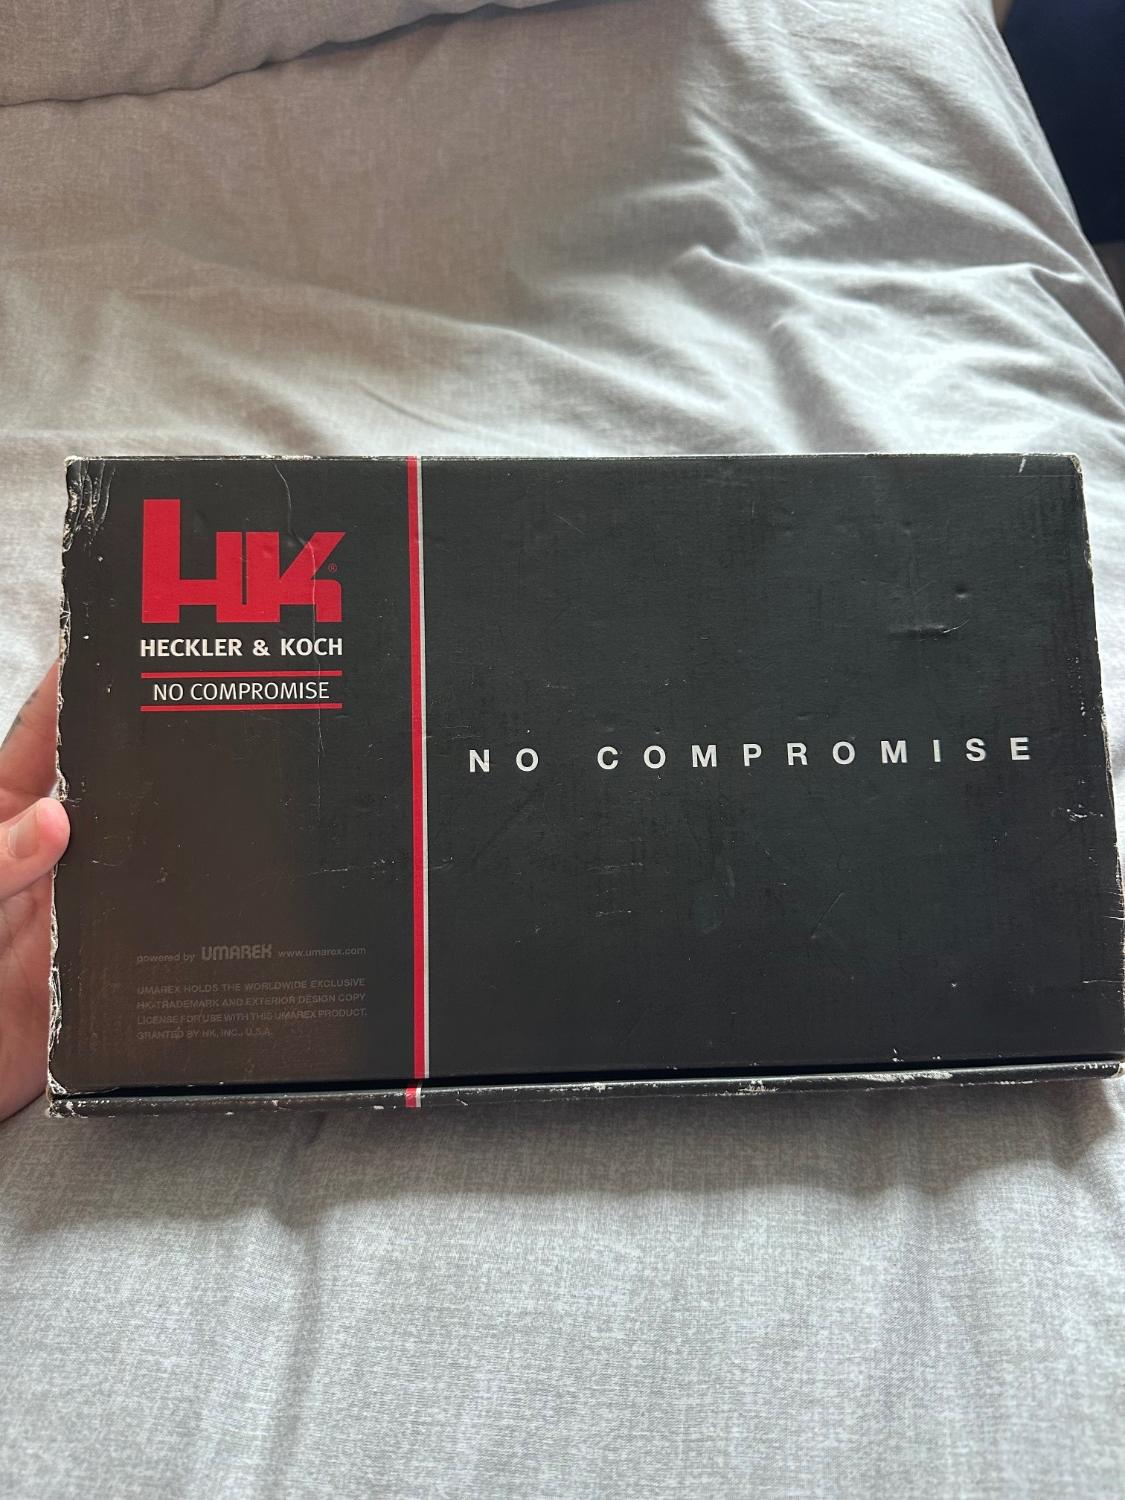 HK®
HECKLER & KOCH
NO COMPROMISE
NO COMPROMISE
powered by UMAREX www.umarex.com
UMAREX HOLDS THE WORLDWIDE EXCLUSIVE
HK-TRADEMARK AND EXTERIOR DESIGN COPY
LICENSE FOR USE WITH THIS UMAREX PRODUCT.
GRANTED BY HK, INC., U.S.A.